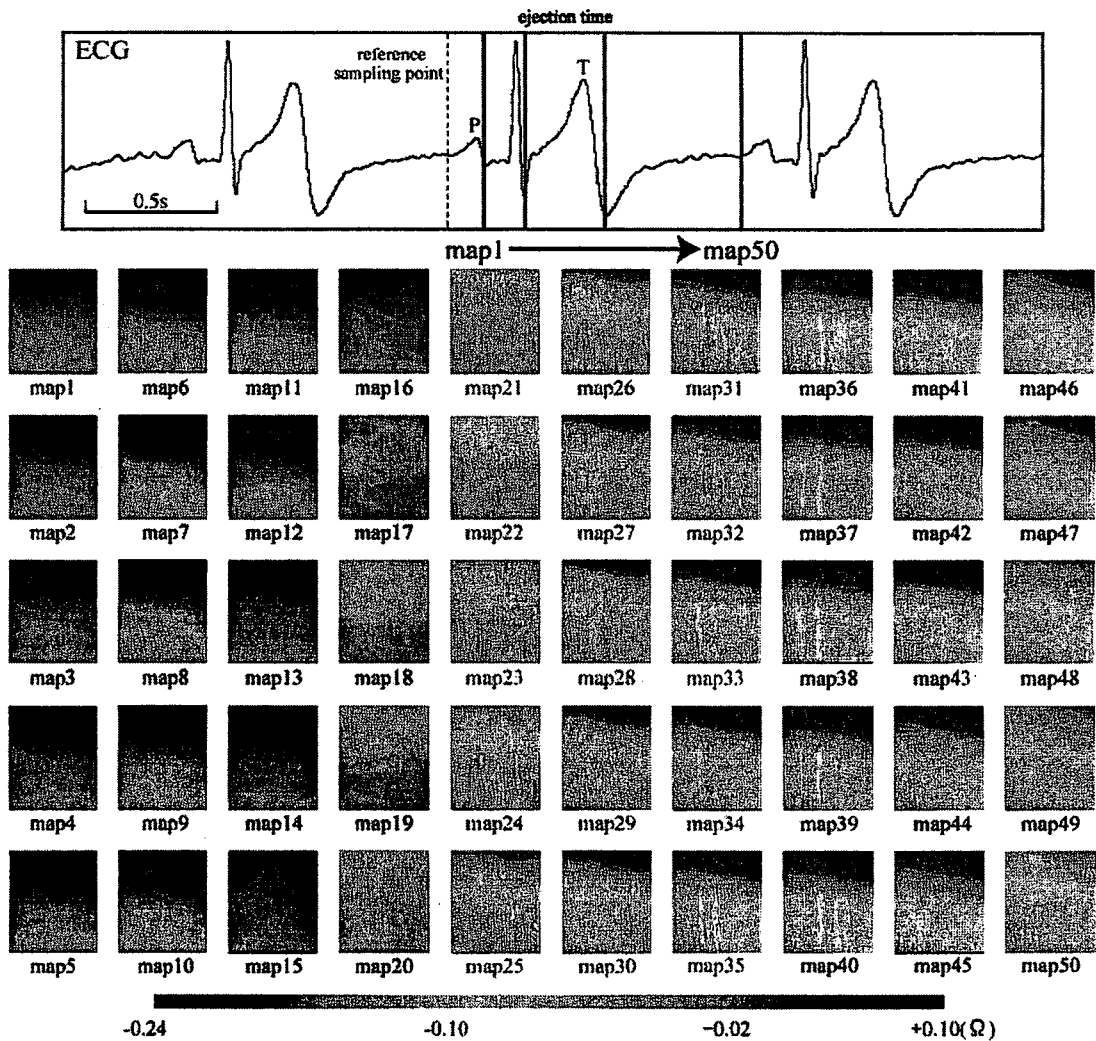 ejection time
ECG
reference
sampling point
P
T
0.5s
map1
map50
map1 map6 map11 map16 map21 map26 map31 map36 map41 map46
map2 map7 map12 map17 map22 map27 map32 map37 map42 map47
map3 map8 map13 map18 map23 map28 map33 map38 map43 map48
map4 map9 map14 map19 map24 map29 map34 map39 map44 map49
map5 map10 map15 map20 map25 map30 map35 map40 map45 map50
-0.24 -0.10 -0.02 +0.10(Ω)